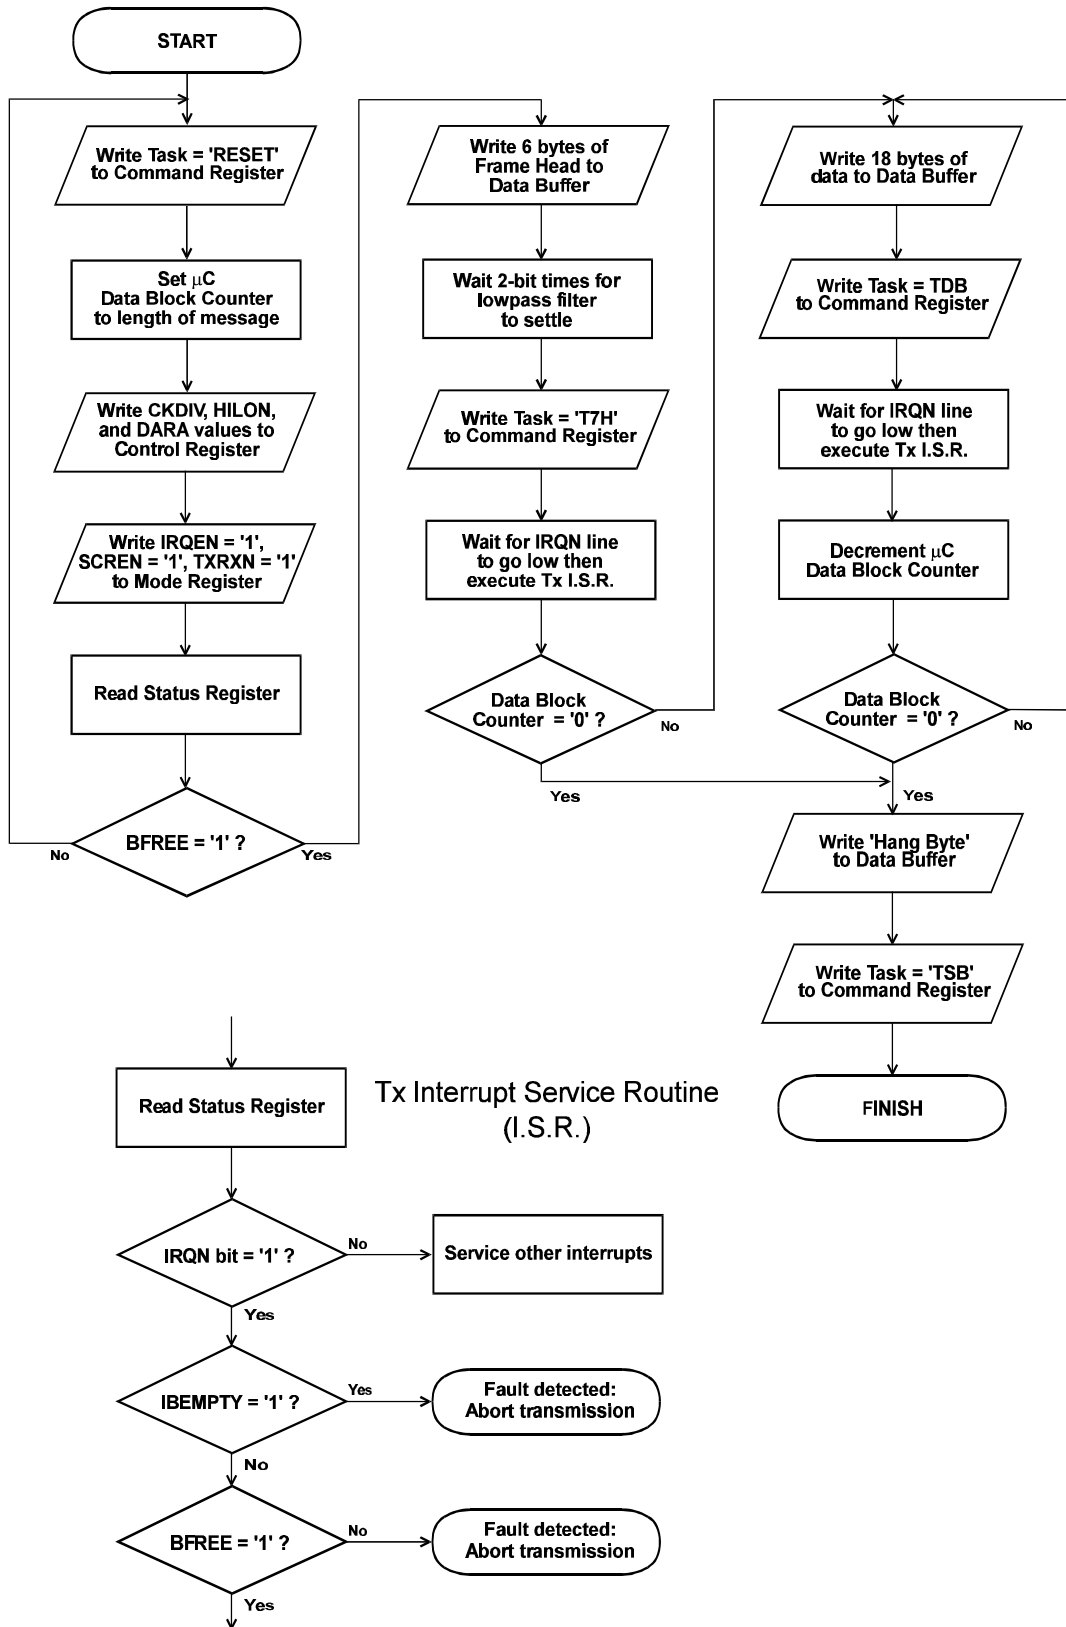 START
Write Task = 'RESET'
to Command Register
Set µC
Data Block Counter
to length of message
Write CKDIV, HILON,
and DARA values to
Control Register
Write IRQEN = '1',
SCREN = '1', TXRXN = '1'
to Mode Register
Read Status Register
BFREE = '1' ?
No
Yes
Write 6 bytes of
Frame Head to
Data Buffer
Wait 2-bit times for
lowpass filter
to settle
Write Task = 'T7H'
to Command Register
Wait for IRQN line
to go low then
execute Tx I.S.R.
Data Block
Counter = '0' ?
No
Yes
Write 18 bytes of
data to Data Buffer
Write Task = TDB
to Command Register
Wait for IRQN line
to go low then
execute Tx I.S.R.
Decrement µC
Data Block Counter
Data Block
Counter = '0' ?
No
Yes
Write 'Hang Byte'
to Data Buffer
Write Task = 'TSB'
to Command Register
FINISH
Tx Interrupt Service Routine
(I.S.R.)
Read Status Register
IRQN bit = '1' ?
No
Service other interrupts
Yes
IBEMPTY = '1' ?
Yes
Fault detected:
Abort transmission
No
BFREE = '1' ?
No
Fault detected:
Abort transmission
Yes